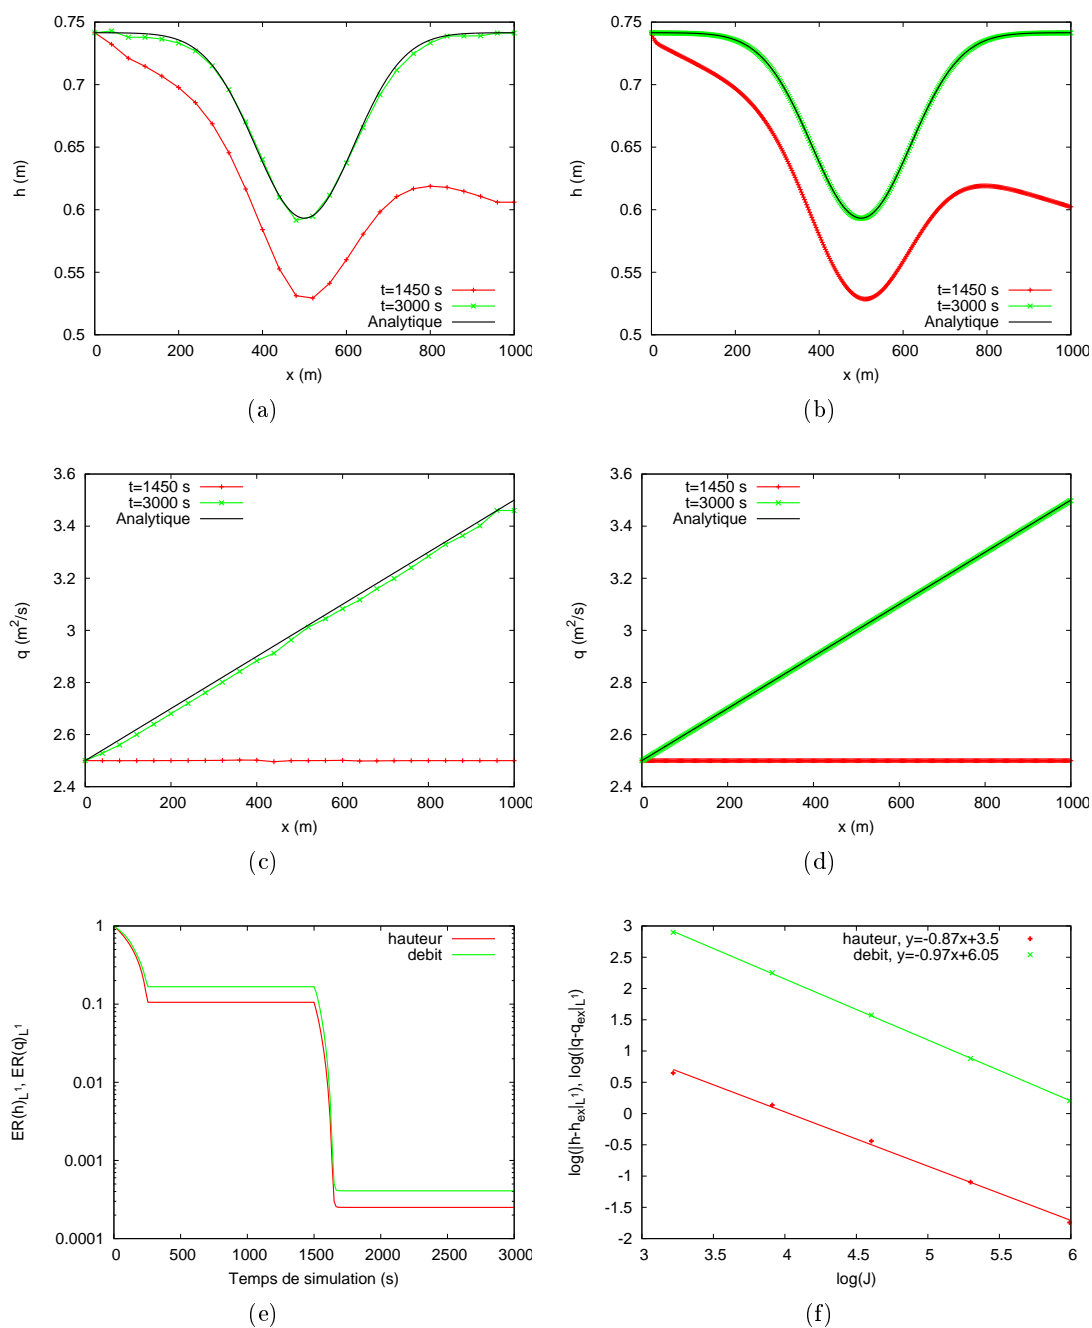 0.75
0.7
0.65
0.6
0.55
0.5
0 200 400 600 800 1000
h (m)
x (m)
t=1450 s
t=3000 s
Analytique
(a)
0.75
0.7
0.65
0.6
0.55
0.5
0 200 400 600 800 1000
h (m)
x (m)
t=1450 s
t=3000 s
Analytique
(b)
3.6
3.4
3.2
3
2.8
2.6
2.4
0 200 400 600 800 1000
q (m²/s)
x (m)
t=1450 s
t=3000 s
Analytique
(c)
3.6
3.4
3.2
3
2.8
2.6
2.4
0 200 400 600 800 1000
q (m²/s)
x (m)
t=1450 s
t=3000 s
Analytique
(d)
1
0.1
0.01
0.001
0.0001
0 500 1000 1500 2000 2500 3000
ER(h)_L¹, ER(q)_L¹
Temps de simulation (s)
hauteur
debit
(e)
3
2.5
2
1.5
1
0.5
0
-0.5
-1
-1.5
-2
3 3.5 4 4.5 5 5.5 6
log(|h-h_ex|_L¹), log(|q-q_ex|_L¹)
log(J)
hauteur, y=-0.87x+3.5
debit, y=-0.97x+6.05
(f)